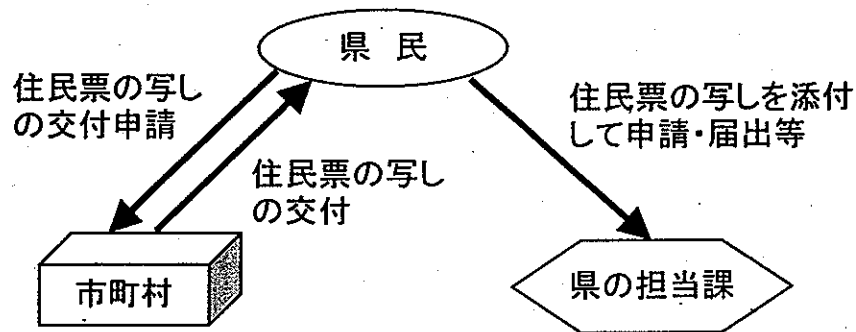 県 民
住民票の写し
の交付申請
住民票の写しを添付
して申請・届出等
住民票の写し
の交付
市町村
県の担当課